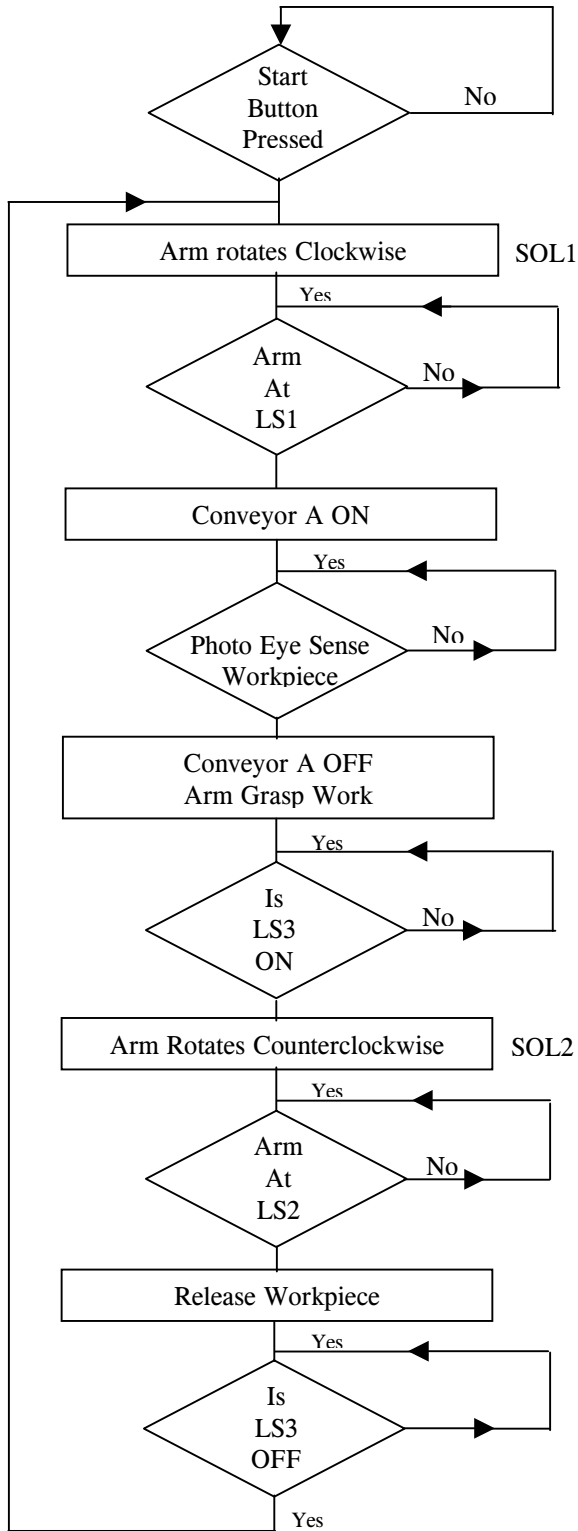 Start
Button
Pressed
No
Arm rotates Clockwise
SOL1
Yes
Arm
At
LS1
No
Conveyor A ON
Yes
Photo Eye Sense
Workpiece
No
Conveyor A OFF
Arm Grasp Work
Yes
Is
LS3
ON
No
Arm Rotates Counterclockwise
SOL2
Yes
Arm
At
LS2
No
Release Workpiece
Yes
Is
LS3
OFF
Yes